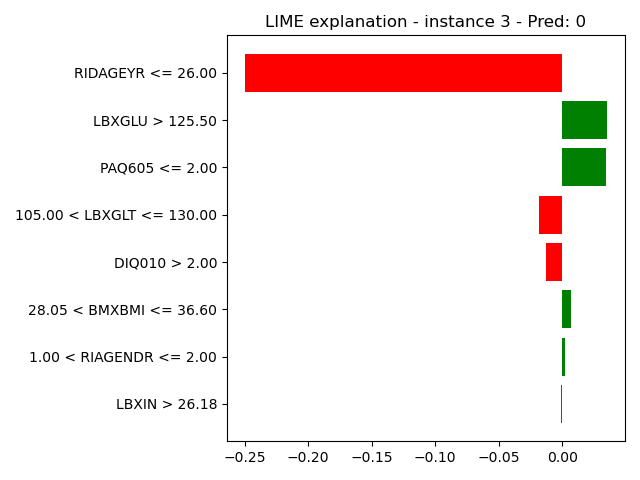 LIME explanation - instance 3 - Pred: 0
RIDAGEYR <= 26.00
LBXGLU > 125.50
PAQ605 <= 2.00
105.00 < LBXGLT <= 130.00
DIQ010 > 2.00
28.05 < BMXBMI <= 36.60
1.00 < RIAGENDR <= 2.00
LBXIN > 26.18
−0.25 −0.20 −0.15 −0.10 −0.05 0.00